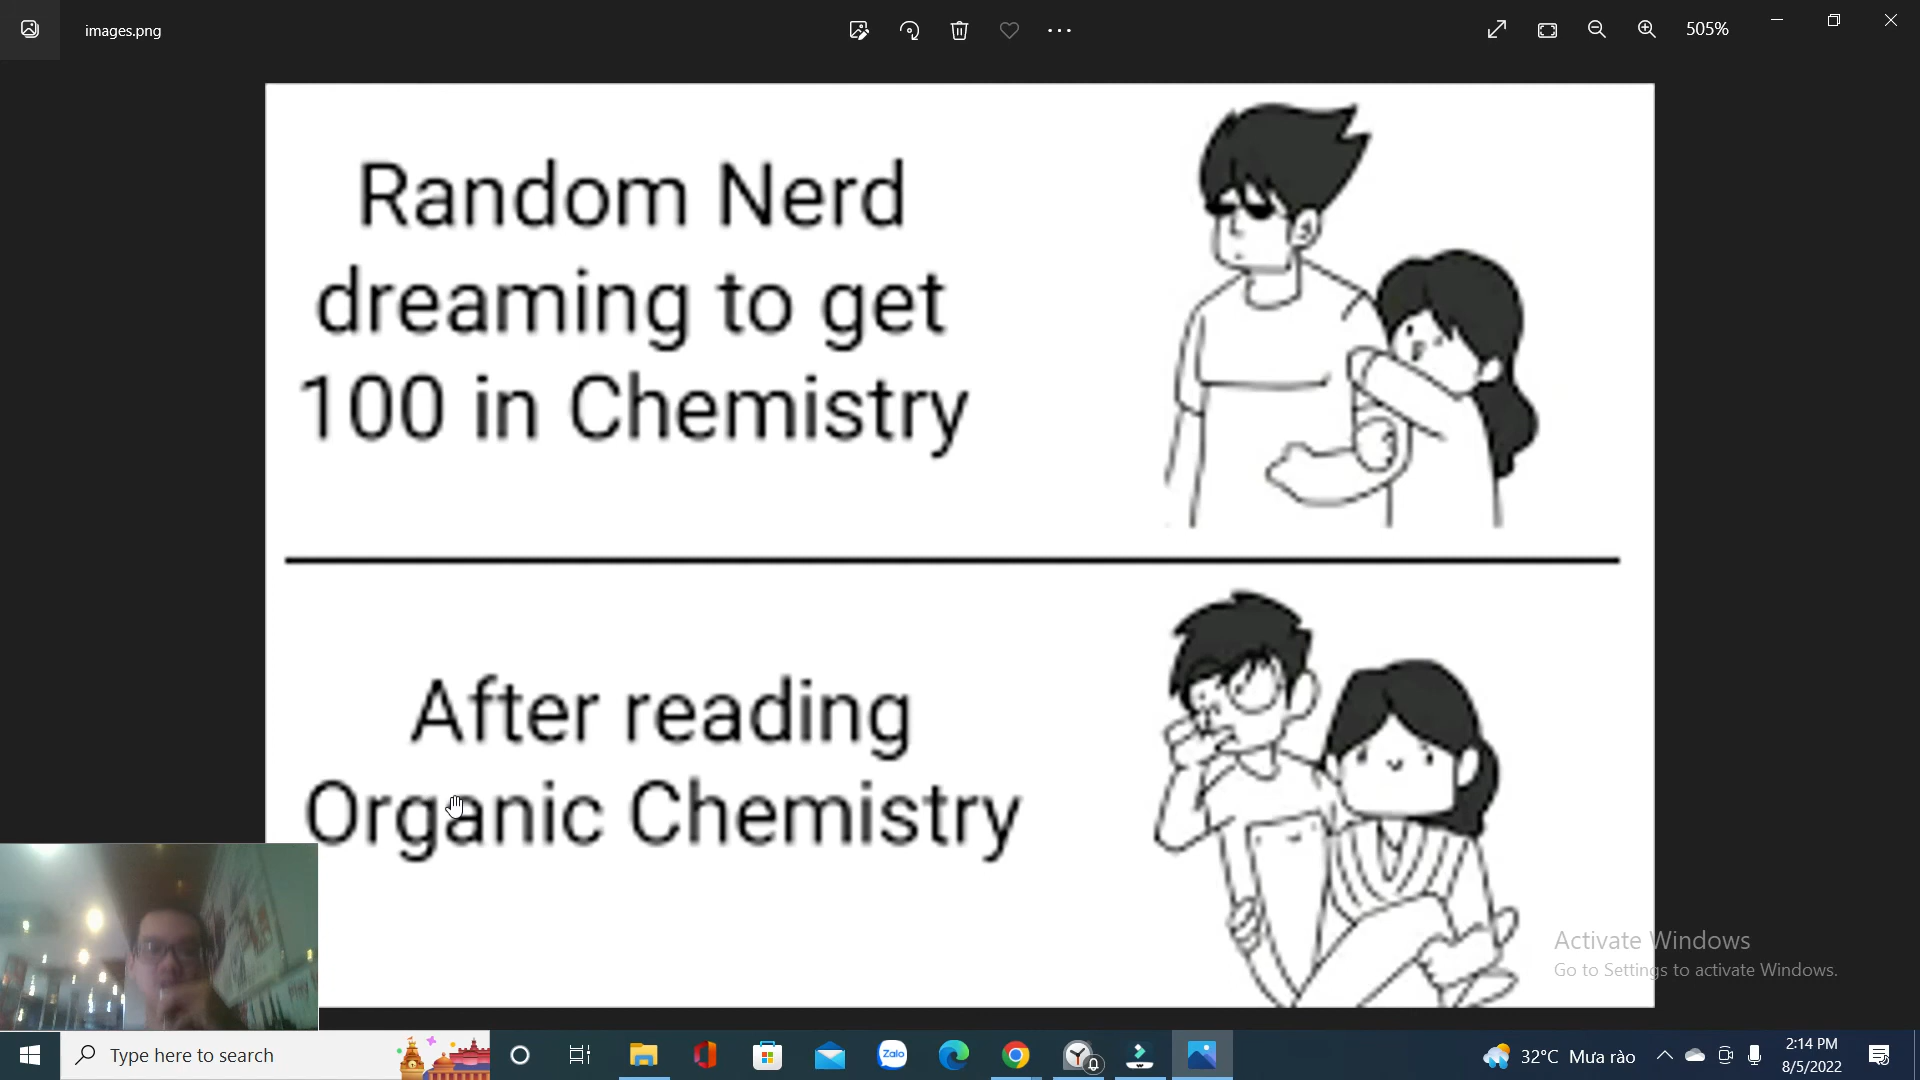 images.png
505%
Random Nerd
dreaming to get
100 in Chemistry
After reading
Organic Chemistry
Activate Windows
Go to Settings to activate Windows.
Type here to search
Zalo
32°C Mưa rào
2:14 PM
8/5/2022